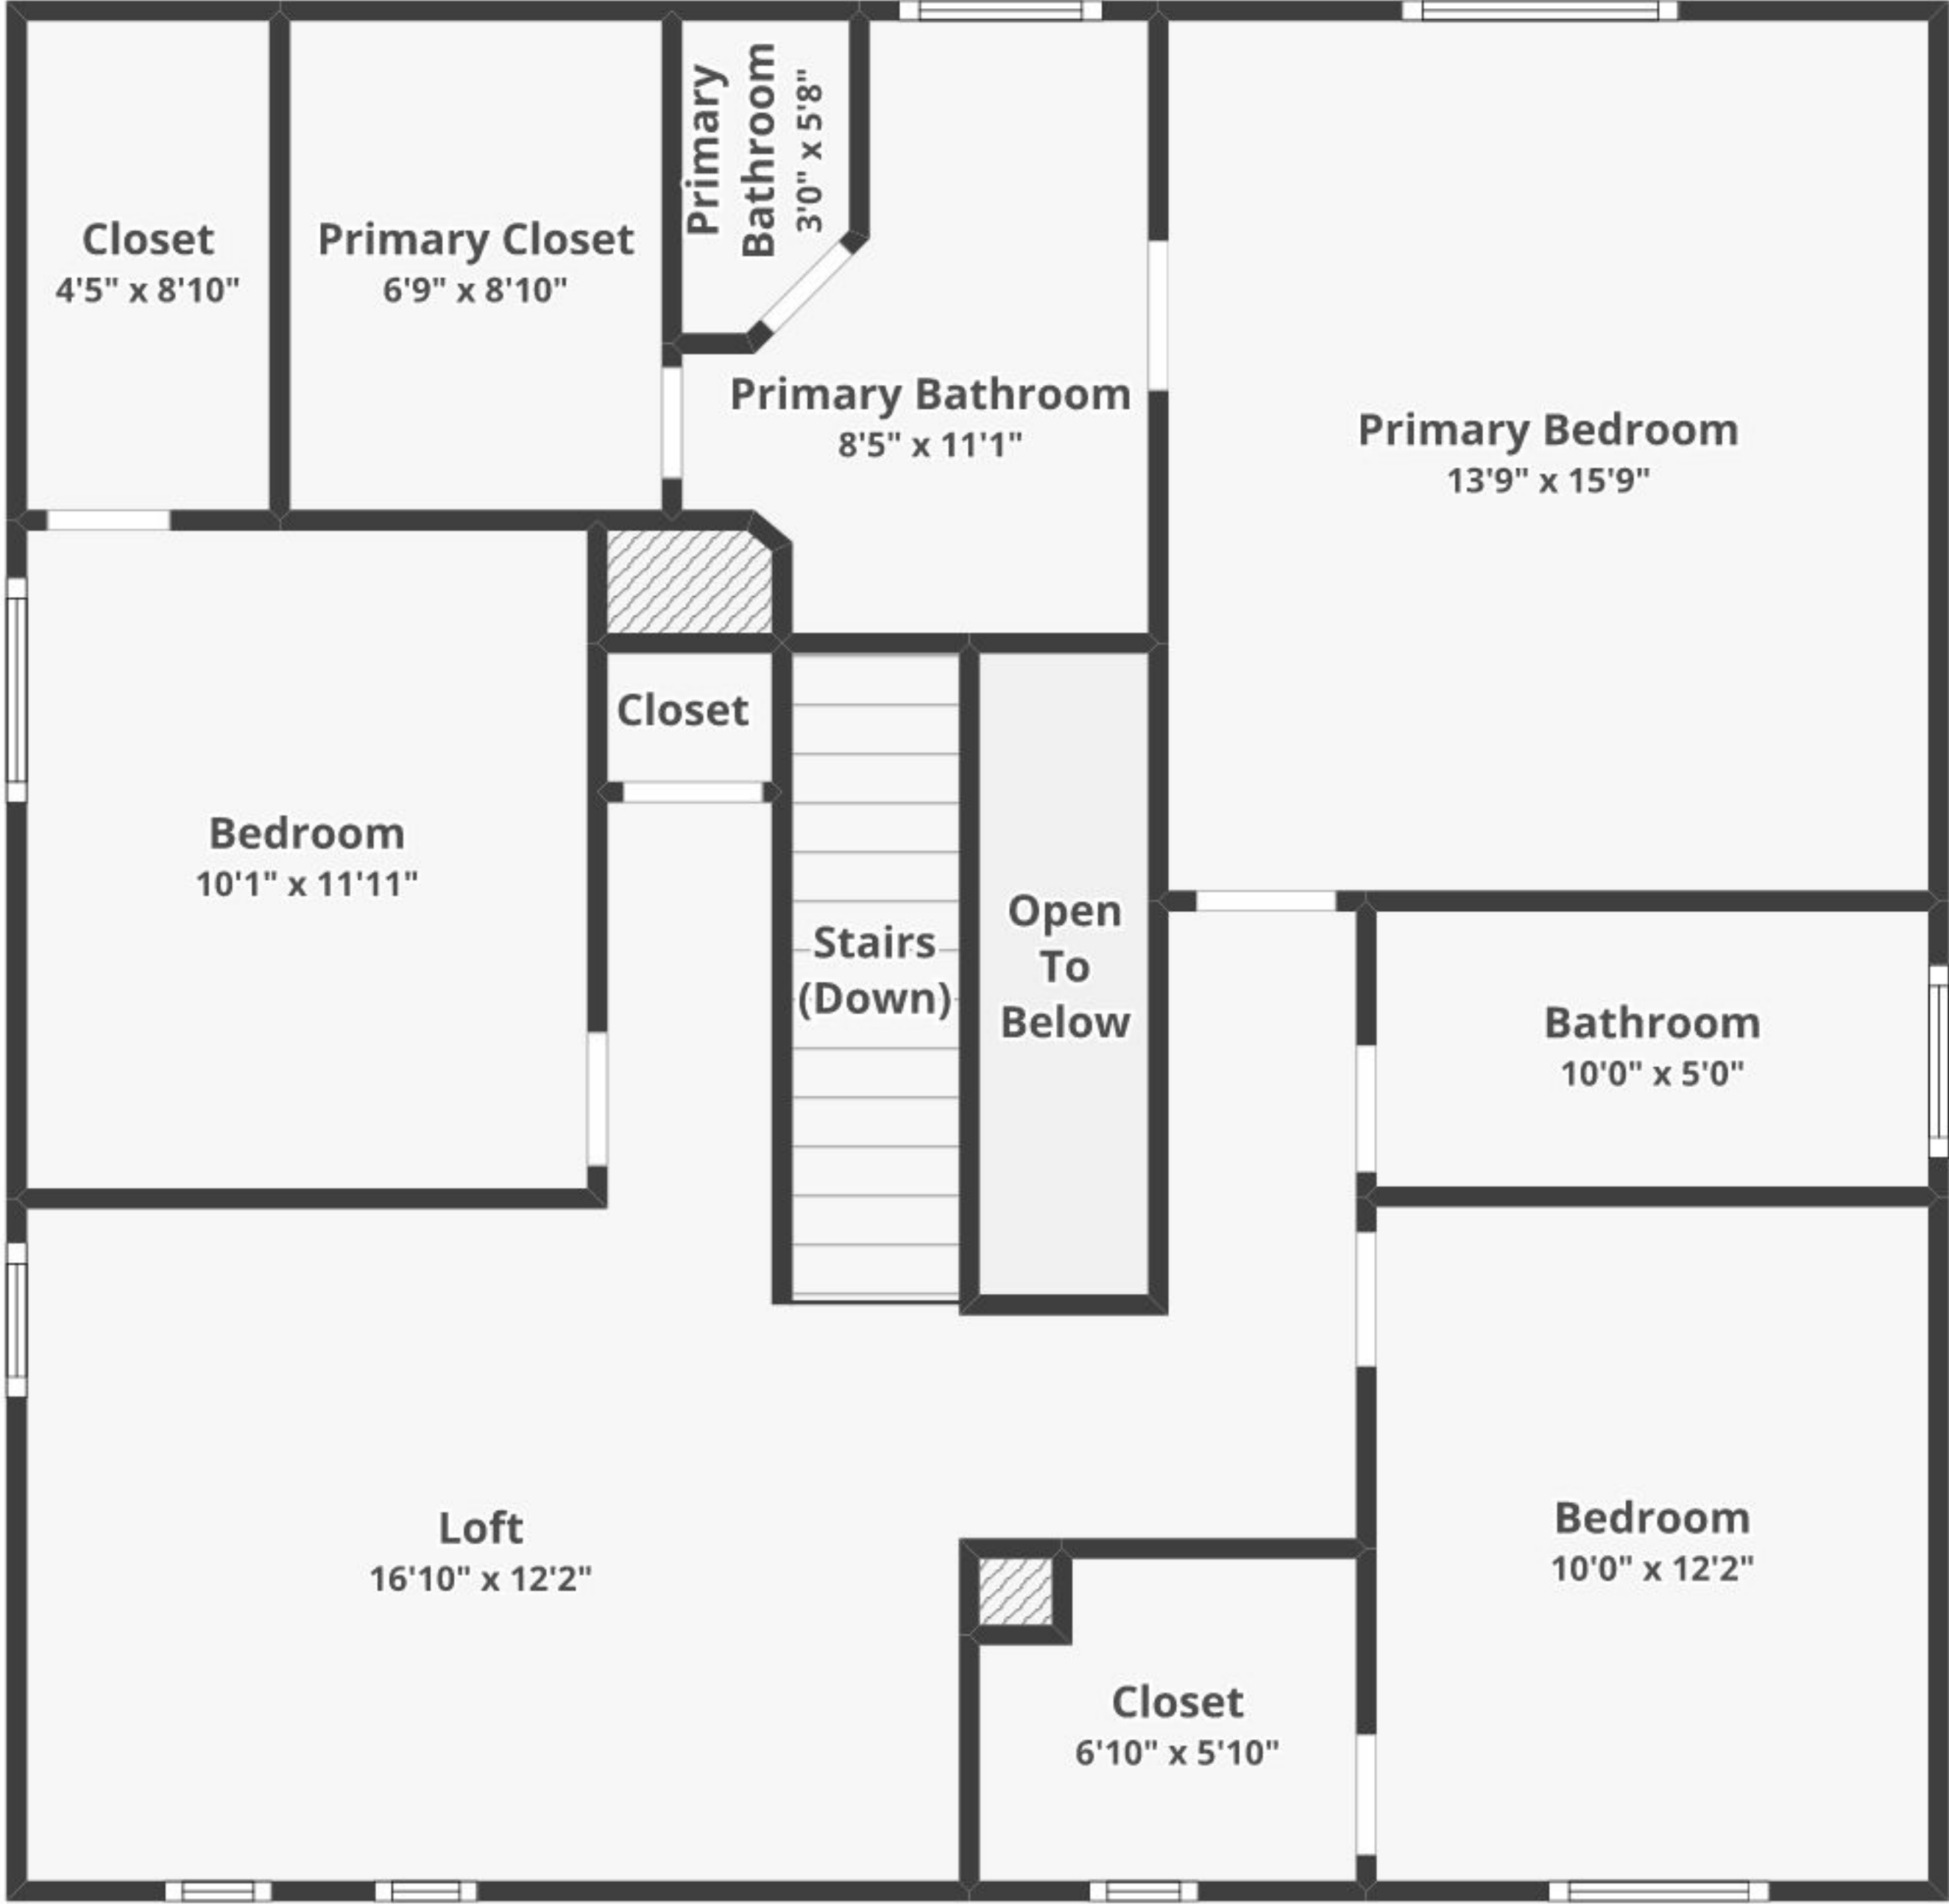 Closet
4'5" x 8'10"
Primary Closet
6'9" x 8'10"
Primary
Bathroom
3'0" x 5'8"
Primary Bathroom
8'5" x 11'1"
Primary Bedroom
13'9" x 15'9"
Closet
Bedroom
10'1" x 11'11"
Stairs
(Down)
Open
To
Below
Bathroom
10'0" x 5'0"
Loft
16'10" x 12'2"
Bedroom
10'0" x 12'2"
Closet
6'10" x 5'10"